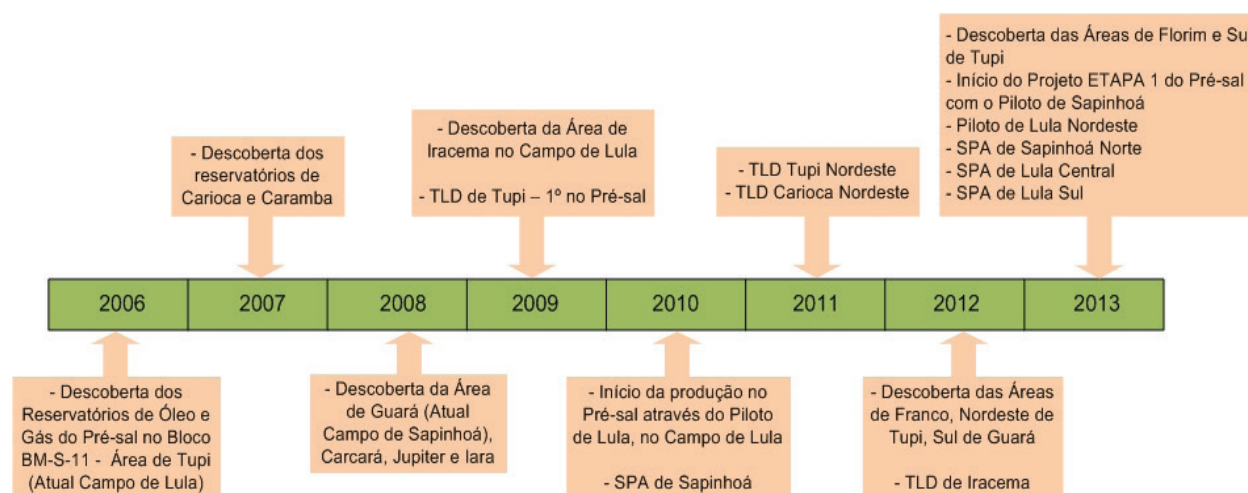 - Descoberta das Áreas de Florim e Su
de Tupi
- Início do Projeto ETAPA 1 do Pré-sal
com o Piloto de Sapinhoá
- Piloto de Lula Nordeste
- SPA de Sapinhoá Norte
- SPA de Lula Central
- SPA de Lula Sul
- Descoberta dos
reservatórios de
Carioca e Caramba
- Descoberta da Área de
Iracema no Campo de Lula
- TLD de Tupi – 1º no Pré-sal
- TLD Tupi Nordeste
- TLD Carioca Nordeste
2006 2007 2008 2009 2010 2011 2012 2013
- Descoberta dos
Reservatórios de Óleo e
Gás do Pré-sal no Bloco
BM-S-11 - Área de Tupi
(Atual Campo de Lula)
- Descoberta da Área
de Guará (Atual
Campo de Sapinhoá),
Carcará, Jupiter e Iara
- Início da produção no
Pré-sal através do Piloto
de Lula, no Campo de Lula
- SPA de Sapinhoá
- Descoberta das Áreas
de Franco, Nordeste de
Tupi, Sul de Guará
- TLD de Iracema